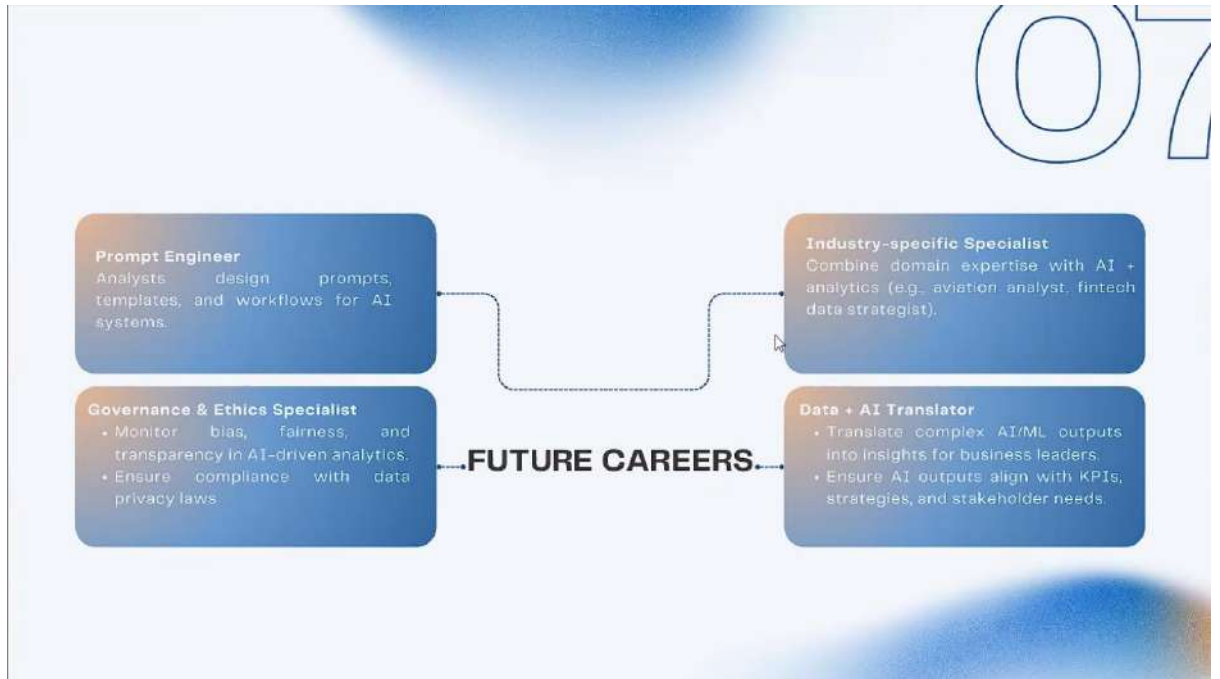 07
Prompt Engineer
Analysts design prompts,
templates, and workflows for AI
systems.
Industry-specific Specialist
Combine domain expertise with AI +
analytics (e.g., aviation analyst, fintech
data strategist).
Governance & Ethics Specialist
• Monitor bias, fairness, and
transparency in AI-driven analytics.
• Ensure compliance with data
privacy laws
FUTURE CAREERS
Data + AI Translator
• Translate complex AI/ML outputs
into insights for business leaders.
• Ensure AI outputs align with KPIs,
strategies, and stakeholder needs.